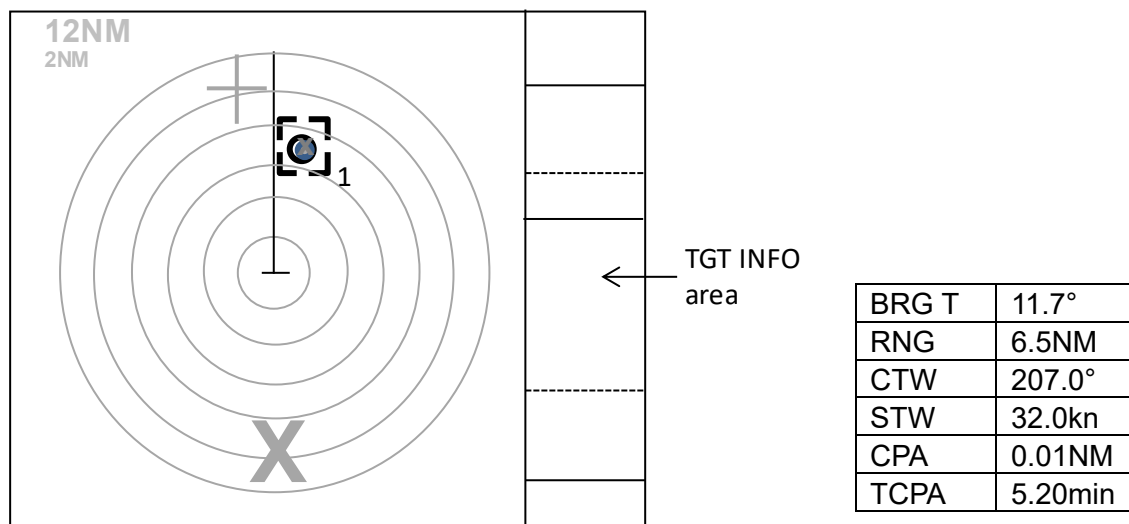 12NM
2NM
x
1
X
TGT INFO
area
BRG T 11.7°
RNG 6.5NM
CTW 207.0°
STW 32.0kn
CPA 0.01NM
TCPA 5.20min